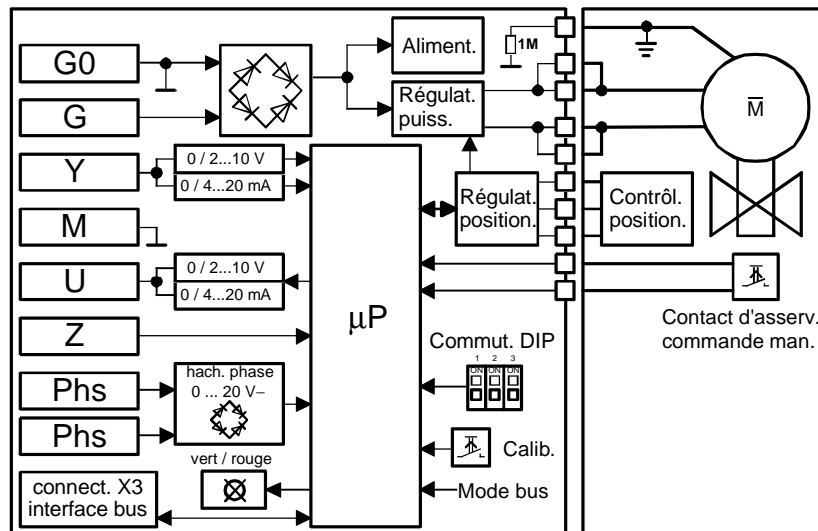 G0
G
Y
M
U
Z
Phs
Phs
connect. X3
interface bus
0 / 2...10 V
0 / 4...20 mA
0 / 2...10 V
0 / 4...20 mA
hach. phase
0 ... 20 V–
vert / rouge
µP
Aliment.
Régulat.
puiss.
1M
Régulat.
position.
Contrôl.
position.
M
Contact d'asserv.
commande man.
Commut. DIP
1 2 3
ON ON ON
Calib.
Mode bus